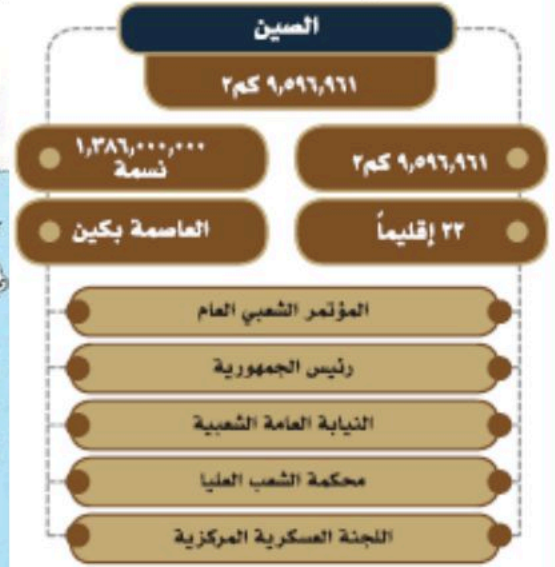 الصين
٩,٥٩٦,٩٦١ كم٢
٩,٥٩٦,٩٦١ كم٢
١,٣٨٦,٠٠٠,٠٠٠
نسمة
٢٢ إقليماً
العاصمة بكين
المؤتمر الشعبي العام
رئيس الجمهورية
النيابة العامة الشعبية
محكمة الشعب العليا
اللجنة العسكرية المركزية